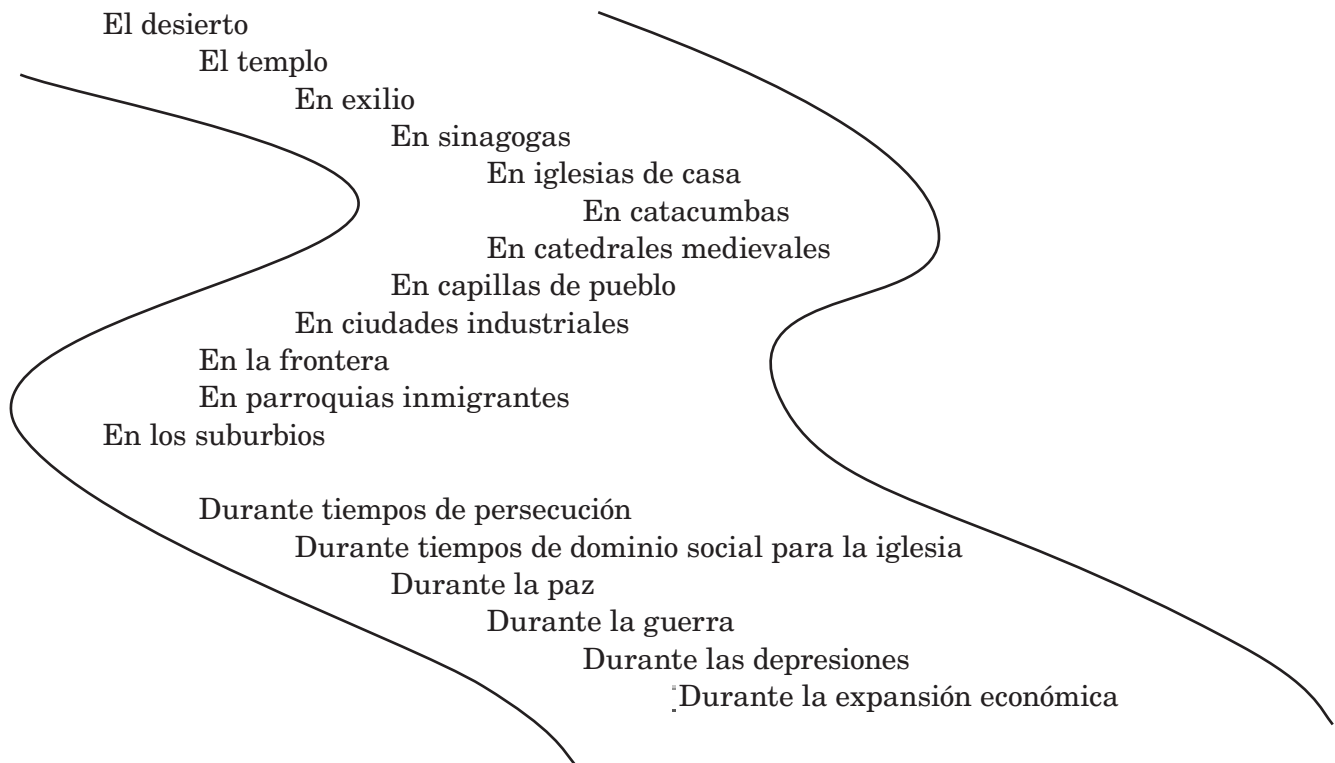 El desierto
El templo
En exilio
En sinagogas
En iglesias de casa
En catacumbas
En catedrales medievales
En capillas de pueblo
En ciudades industriales
En la frontera
En parroquias inmigrantes
En los suburbios
Durante tiempos de persecución
Durante tiempos de dominio social para la iglesia
Durante la paz
Durante la guerra
Durante las depresiones
Durante la expansión económica